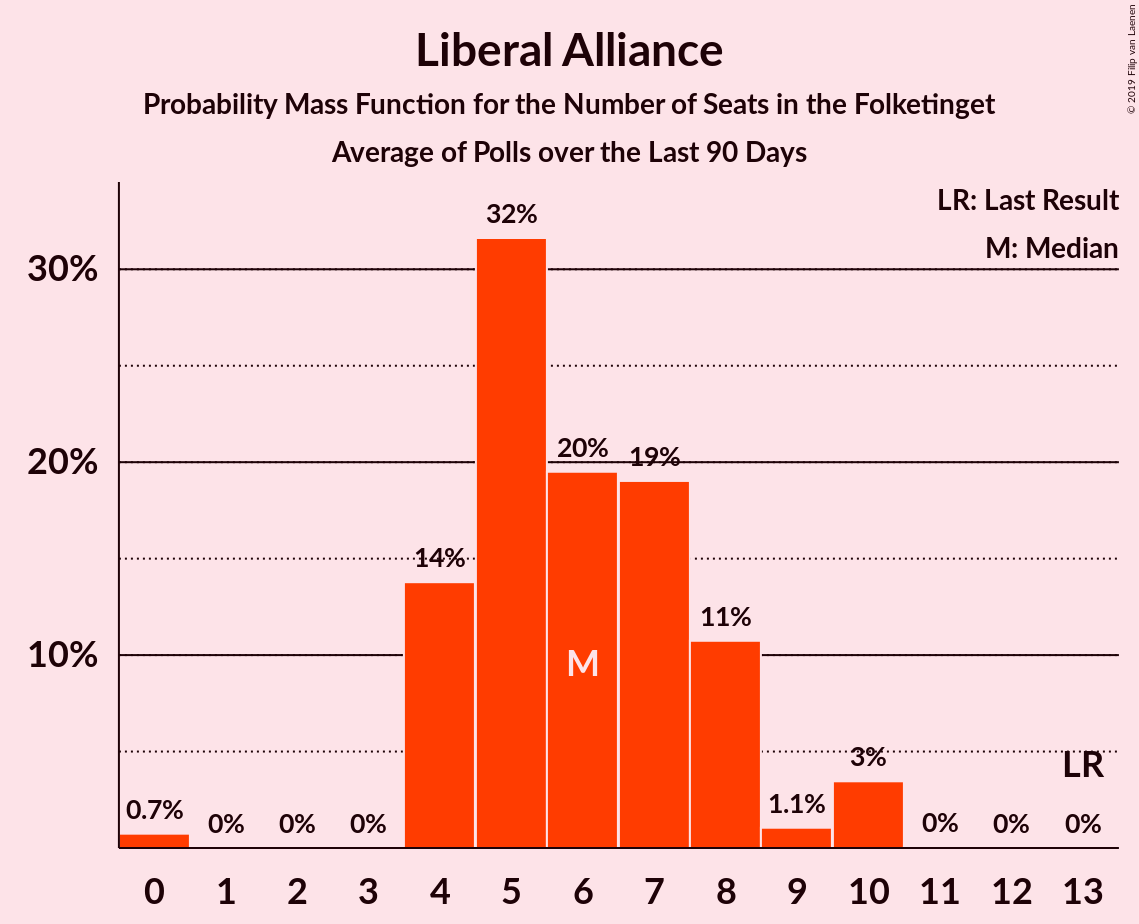 Liberal Alliance
Probability Mass Function for the Number of Seats in the Folketinget
Average of Polls over the Last 90 Days
© 2019 Filip van Laenen
LR: Last Result
M: Median
32%
30%
20%
20%
19%
14%
11%
10%
M
3%
LR
0.7%
0%
0%
0%
1.1%
0%
0%
0%
0 1 2 3 4 5 6 7 8 9 10 11 12 13